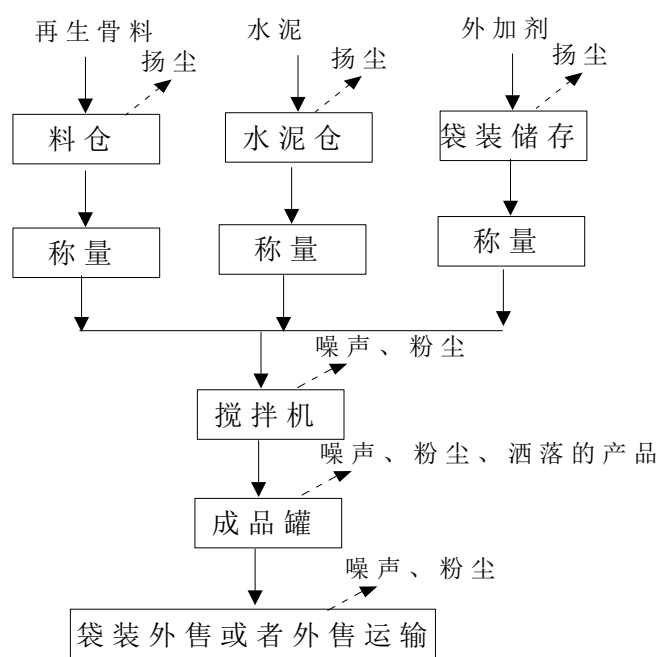 再生骨料
水泥
外加剂
扬尘
扬尘
扬尘
料仓
水泥仓
袋装储存
称量
称量
称量
噪声、粉尘
搅拌机
噪声、粉尘、洒落的产品
成品罐
噪声、粉尘
袋装外售或者外售运输